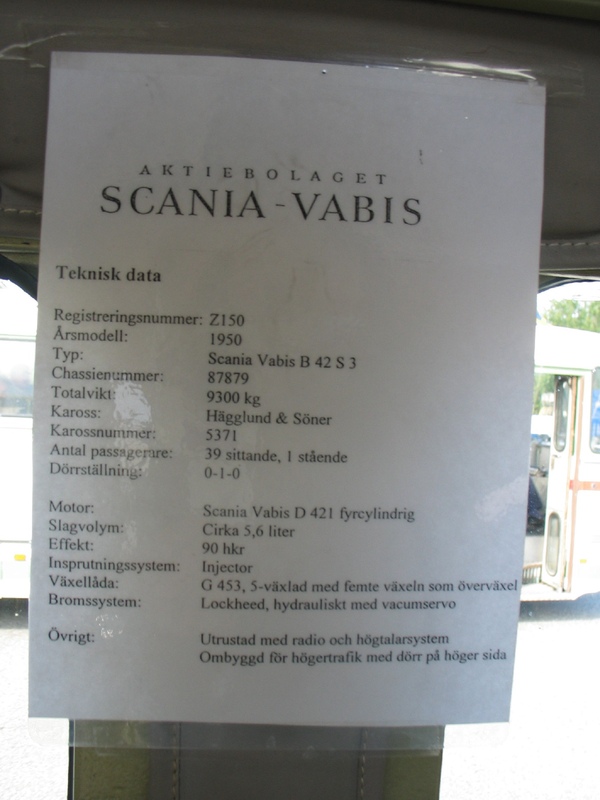 AKTIEBOLAGET
SCANIA-VABIS
Teknisk data
Registreringsnummer: Z150
Årsmodell: 1950
Typ: Scania Vabis B 42 S 3
Chassienummer: 87879
Totalvikt: 9300 kg
Kaross: Hägglund & Söner
Karossnummer: 5371
Antal passagerare: 39 sittande, 1 stående
Dörrställning: 0-1-0
Motor: Scania Vabis D 421 fyrcylindrig
Slagvolym: Cirka 5,6 liter
Effekt: 90 hkr
Insprutningssystem: Injector
Växellåda: G 453, 5-växlad med femte växeln som överväxel
Bromssystem: Lockheed, hydrauliskt med vacumservo
Övrigt: Utrustad med radio och högtalarsystem
Ombyggd för högertrafik med dörr på höger sida